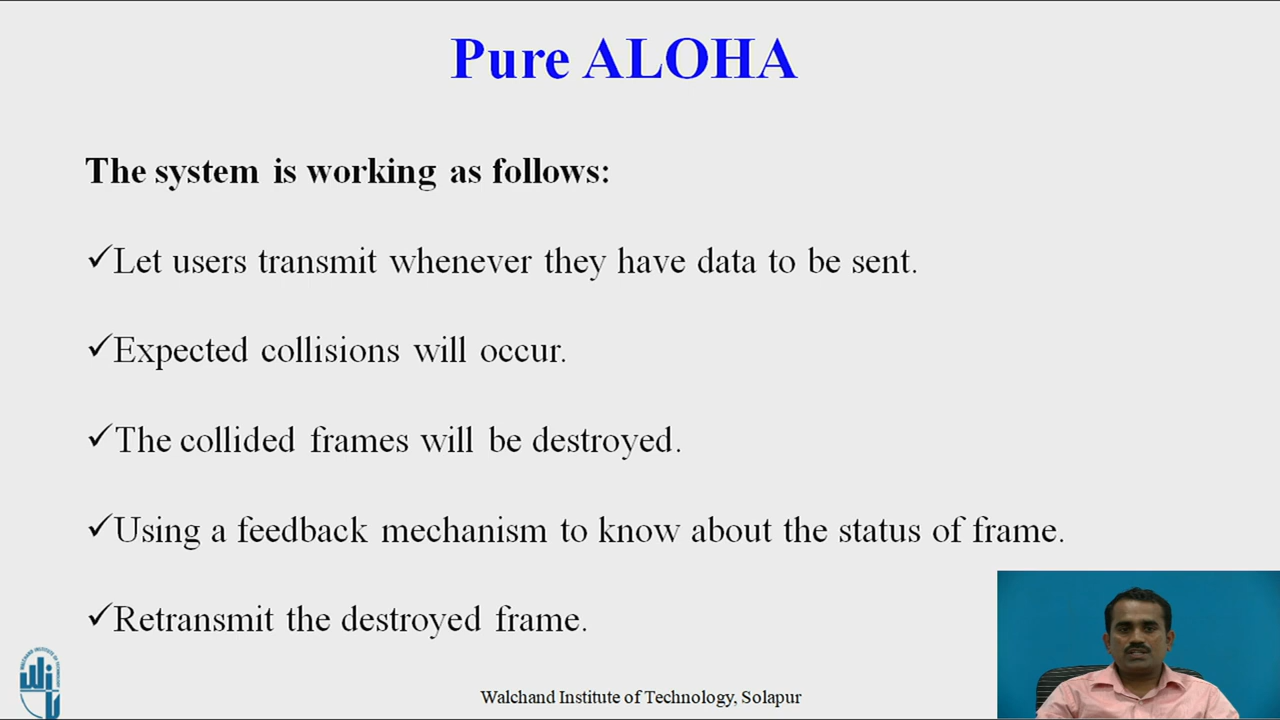 Pure ALOHA
The system is working as follows:
✓Let users transmit whenever they have data to be sent.
✓Expected collisions will occur.
✓The collided frames will be destroyed.
✓Using a feedback mechanism to know about the status of frame.
✓Retransmit the destroyed frame.
Walchand Institute of Technology, Solapur